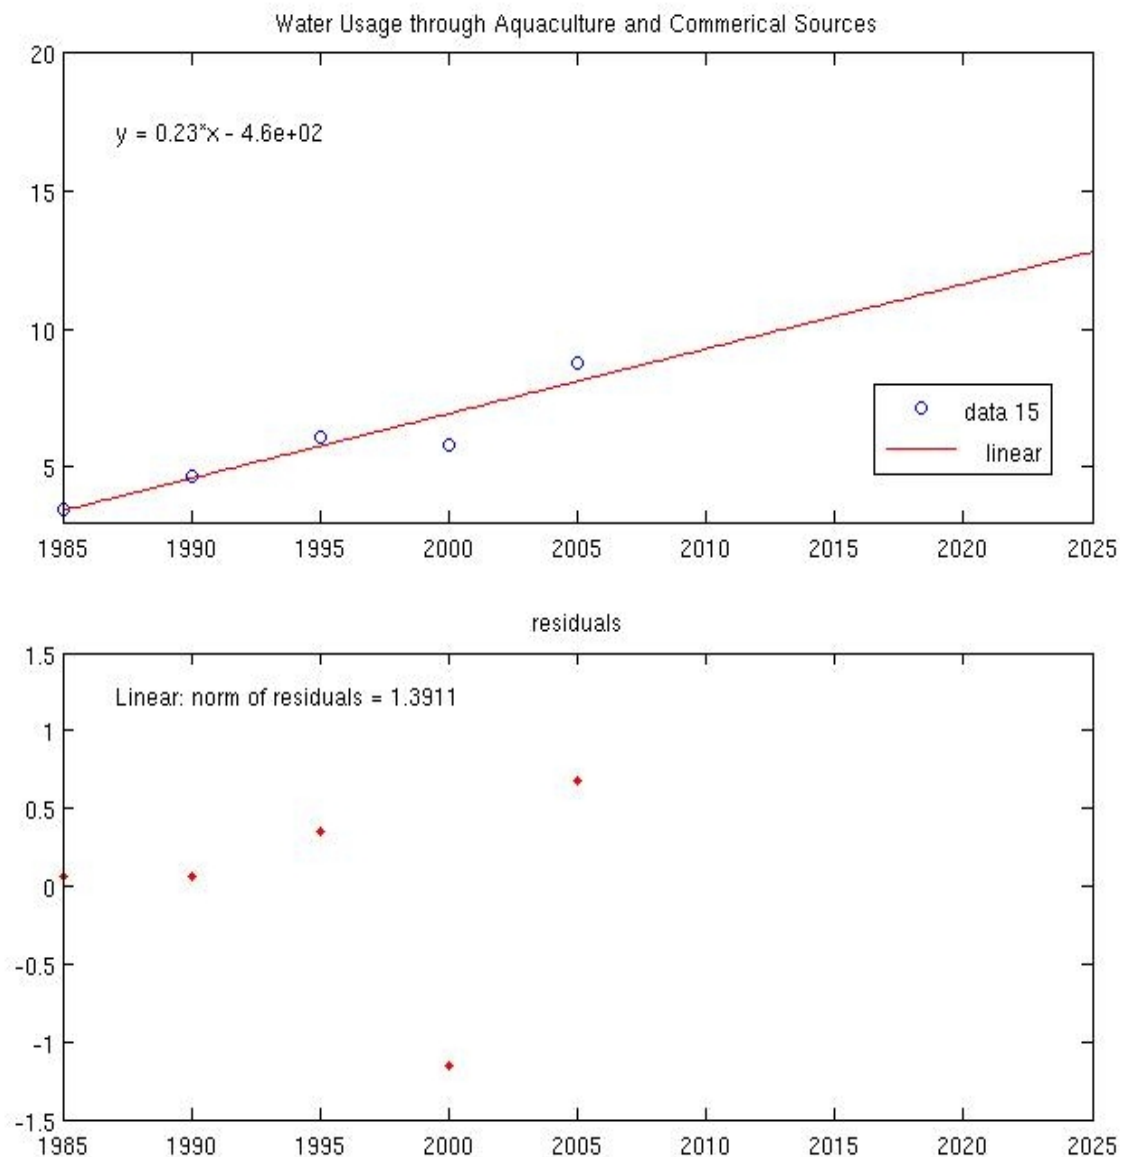 Water Usage through Aquaculture and Commerical Sources
20
y = 0.23*x - 4.6e+02
15
10
data 15
linear
5
1985 1990 1995 2000 2005 2010 2015 2020 2025
residuals
1.5
Linear: norm of residuals = 1.3911
1
0.5
0
-0.5
-1
-1.5
1985 1990 1995 2000 2005 2010 2015 2020 2025